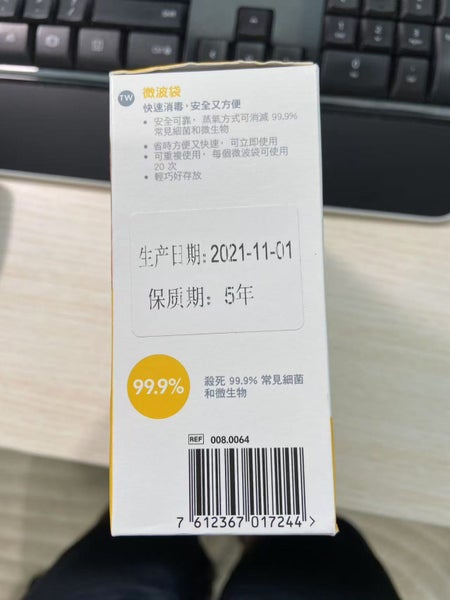 TW 微波袋
快速消毒，安全又方便
• 安全可靠，蒸氣方式可消滅 99.9%
常見細菌和微生物
• 省時方便又快速，可立即使用
• 可重複使用，每個微波袋可使用
20 次
• 輕巧好存放
生产日期: 2021-11-01
保质期: 5年
99.9% 殺死 99.9% 常見細菌
和微生物
REF 008.0064
7 612367 017244 >